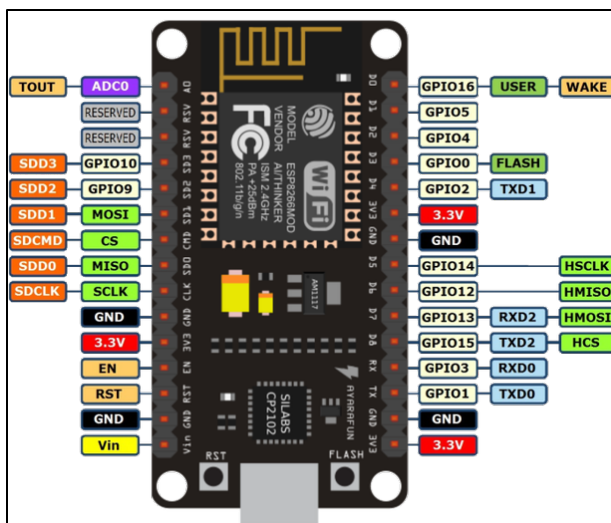 TOUT ADC0 A0 D0 GPIO16 USER WAKE
RESERVED RSV D1 GPIO5
RESERVED RSV D2 GPIO4
SDD3 GPIO10 SD3 D3 GPIO0 FLASH
SDD2 GPIO9 SD2 D4 GPIO2 TXD1
SDD1 MOSI SD1 3V3 3.3V
SDCMD CS CMD GND GND
SDD0 MISO SD0 D5 GPIO14 HSCLK
SDCLK SCLK CLK D6 GPIO12 HMISO
GND GND D7 GPIO13 RXD2 HMOSI
3.3V 3V3 D8 GPIO15 TXD2 HCS
EN EN RX GPIO3 RXD0
RST RST TX GPIO1 TXD0
GND GND GND GND
Vin Vin 3V3 3.3V
MODEL
VENDOR
ESP8266MOD
AI/THINKER
ISM 2.4GHz
PA +25dBm
802.11b/g/n
FC
Wi Fi
AM1117
SILABS
CP2102
AYARAFUN
RST
FLASH